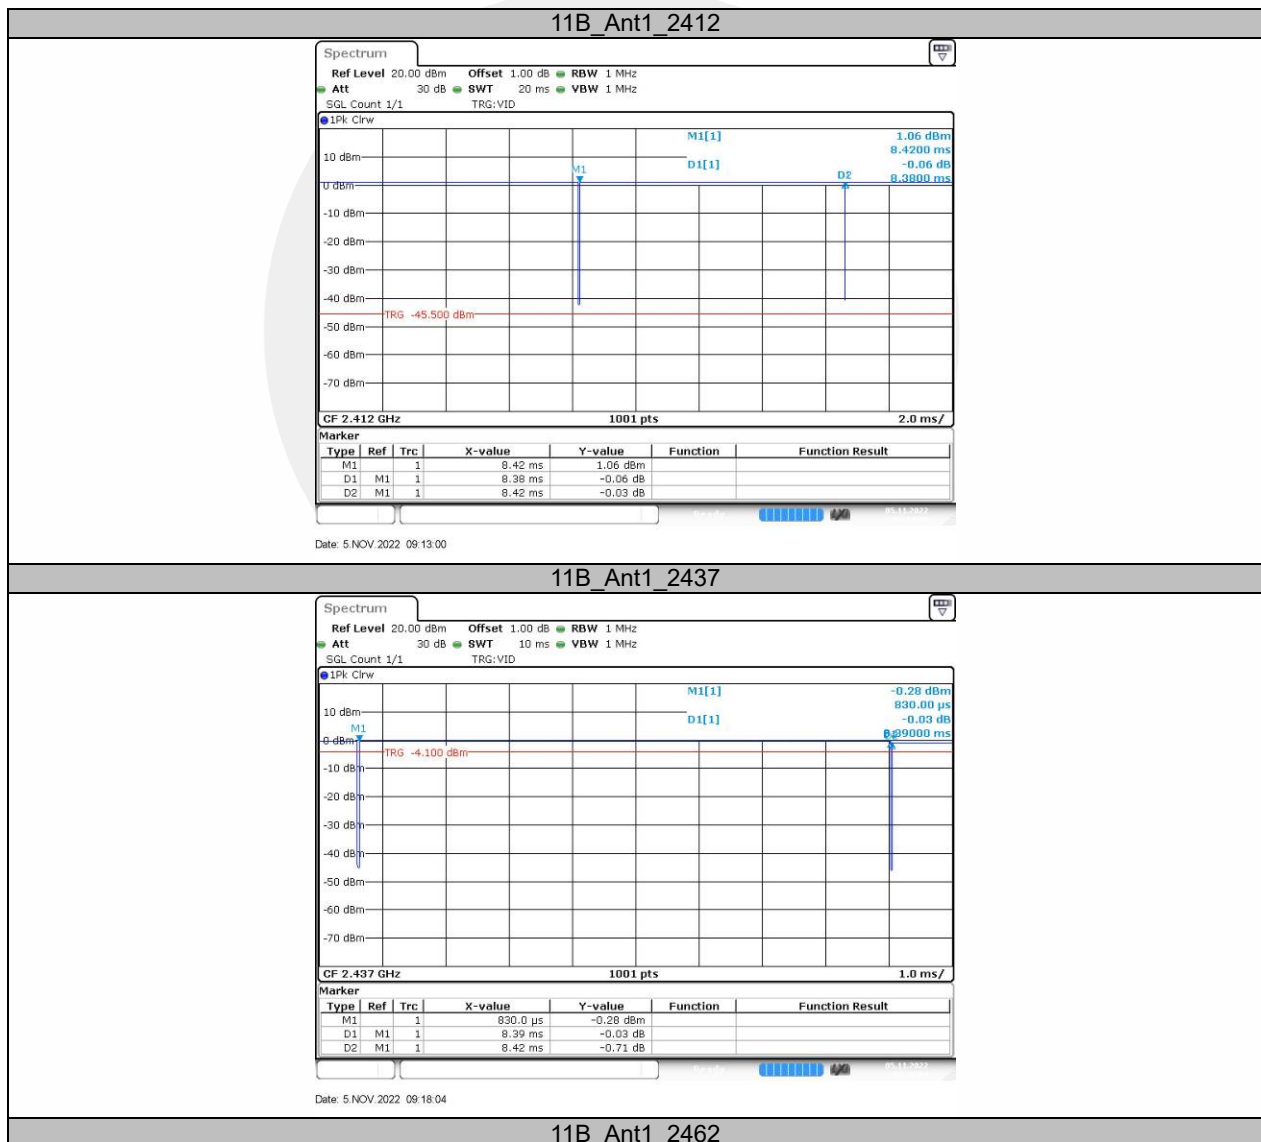 11B_Ant1_2412
Spectrum
Ref Level 20.00 dBm Offset 1.00 dB RBW 1 MHz
Att 30 dB SWT 20 ms VBW 1 MHz
SGL Count 1/1 TRG:VID
1Pk Clrw
M1[1] 1.06 dBm
8.4200 ms
10 dBm
D1[1] -0.06 dB
M1 D2 8.3800 ms
0 dBm
-10 dBm
-20 dBm
-30 dBm
-40 dBm
TRG -45.500 dBm
-50 dBm
-60 dBm
-70 dBm
CF 2.412 GHz 1001 pts 2.0 ms/
Marker
Type Ref Trc X-value Y-value Function Function Result
M1 1 8.42 ms 1.06 dBm
D1 M1 1 8.38 ms -0.06 dB
D2 M1 1 8.42 ms -0.03 dB
05.11.2022
Date: 5.NOV.2022 09:13:00
11B_Ant1_2437
Spectrum
Ref Level 20.00 dBm Offset 1.00 dB RBW 1 MHz
Att 30 dB SWT 10 ms VBW 1 MHz
SGL Count 1/1 TRG:VID
1Pk Clrw
M1[1] -0.28 dBm
830.00 µs
10 dBm
D1[1] -0.03 dB
M1
0 dBm
TRG -4.100 dBm
-10 dBm
-20 dBm
-30 dBm
-40 dBm
-50 dBm
-60 dBm
-70 dBm
CF 2.437 GHz 1001 pts 1.0 ms/
Marker
Type Ref Trc X-value Y-value Function Function Result
M1 1 830.0 µs -0.28 dBm
D1 M1 1 8.39 ms -0.03 dB
D2 M1 1 8.42 ms -0.71 dB
05.11.2022
Date: 5.NOV.2022 09:18:04
11B_Ant1_2462